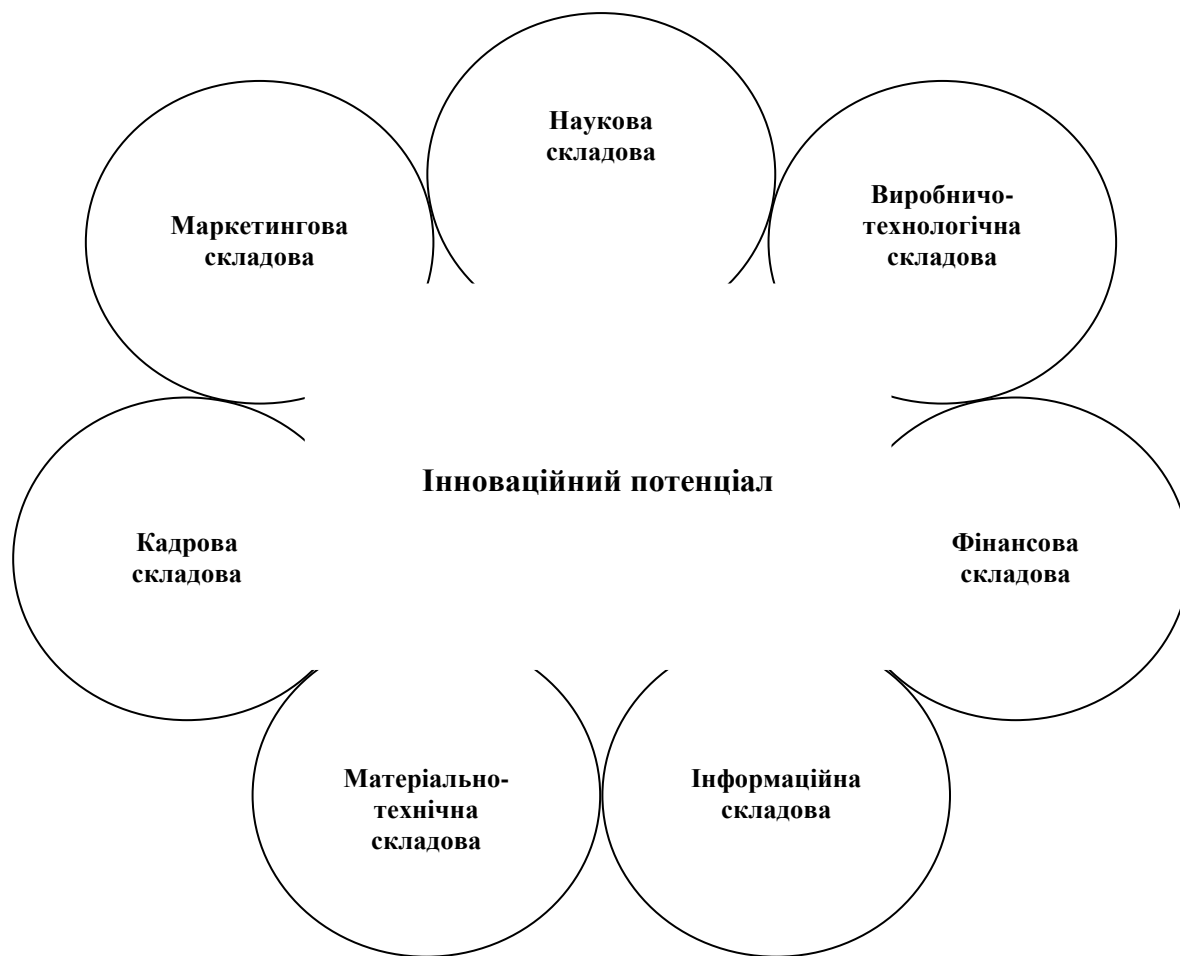 Наукова
складова
Виробничо-
технологічна
складова
Маркетингова
складова
Інноваційний потенціал
Кадрова
складова
Фінансова
складова
Матеріально-
технічна
складова
Інформаційна
складова